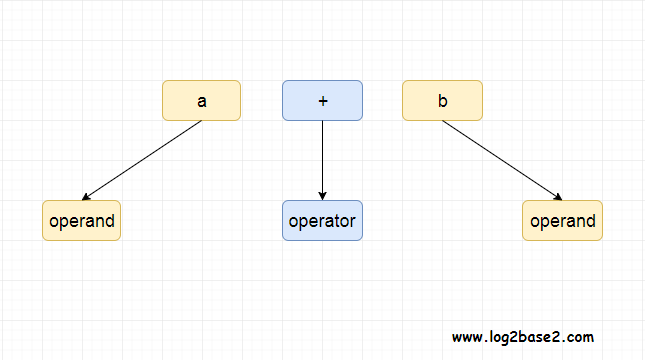 a + b
operand operator operand
www.log2base2.com